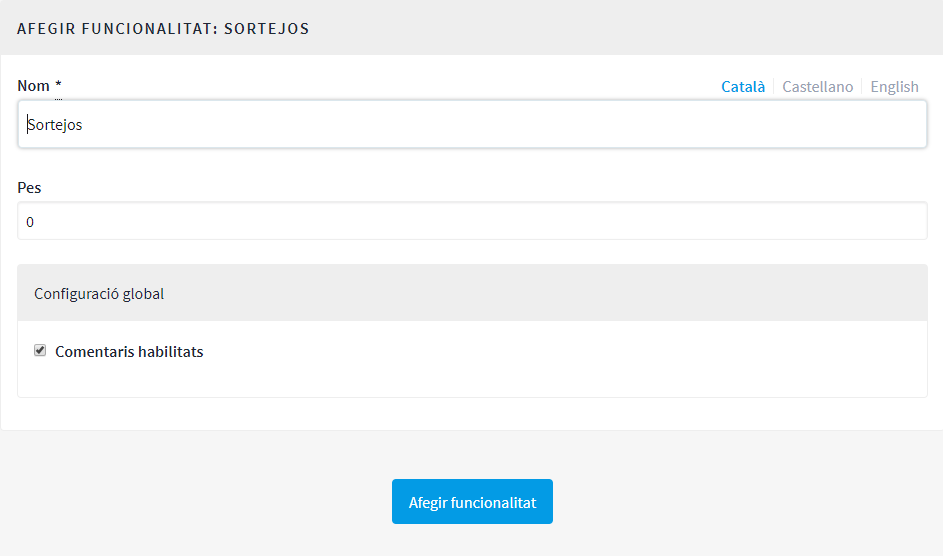 AFEGIR FUNCIONALITAT: SORTEJOS
Nom *
Català Castellano English
Sortejos
Pes
0
Configuració global
Comentaris habilitats
Afegir funcionalitat